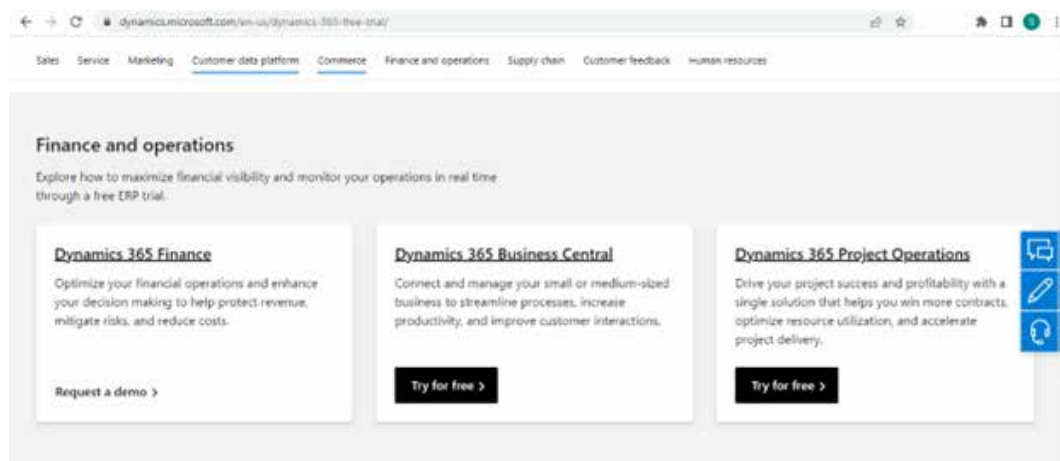 dynamics.microsoft.com/en-us/dynamics-365-free-trial/
S
Sales Service Marketing Customer data platform Commerce Finance and operations Supply chain Customer feedback Human resources
Finance and operations
Explore how to maximize financial visibility and monitor your operations in real time
through a free ERP trial.
Dynamics 365 Finance
Optimize your financial operations and enhance
your decision making to help protect revenue,
mitigate risks, and reduce costs.
Request a demo >
Dynamics 365 Business Central
Connect and manage your small or medium-sized
business to streamline processes, increase
productivity, and improve customer interactions.
Try for free >
Dynamics 365 Project Operations
Drive your project success and profitability with a
single solution that helps you win more contracts,
optimize resource utilization, and accelerate
project delivery.
Try for free >